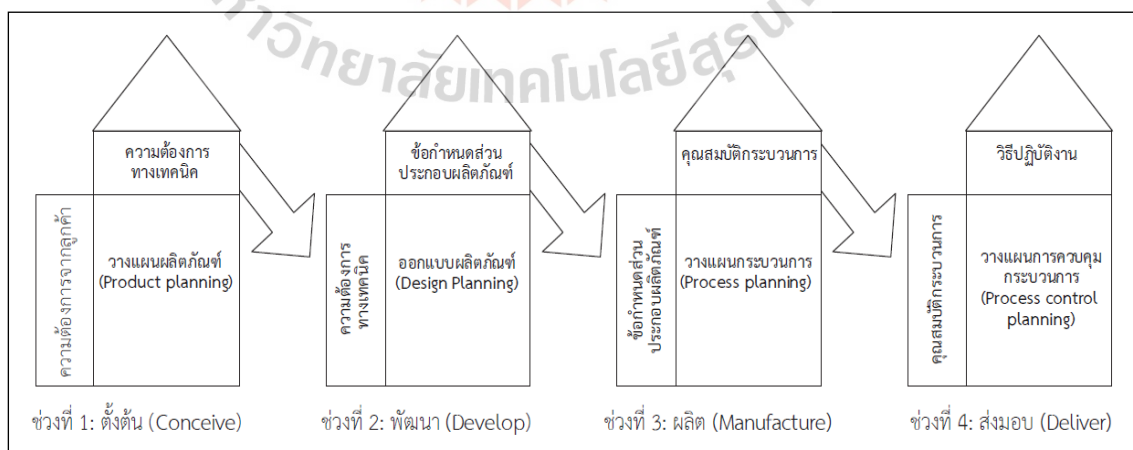 มหาวิทยาลัยเทคโนโลยีสุรน
ความต้องการ
ทางเทคนิค
ความต้องการจากลูกค้า
วางแผนผลิตภัณฑ์
(Product planning)
ช่วงที่ 1: ตั้งต้น (Conceive)
ข้อกำหนดส่วน
ประกอบผลิตภัณฑ์
ความต้องการ
ทางเทคนิค
ออกแบบผลิตภัณฑ์
(Design Planning)
ช่วงที่ 2: พัฒนา (Develop)
คุณสมบัติกระบวนการ
ข้อกำหนดส่วน
ประกอบผลิตภัณฑ์
วางแผนกระบวนการ
(Process planning)
ช่วงที่ 3: ผลิต (Manufacture)
วิธีปฏิบัติงาน
คุณสมบัติกระบวนการ
วางแผนการควบคุม
กระบวนการ
(Process control
planning)
ช่วงที่ 4: ส่งมอบ (Deliver)